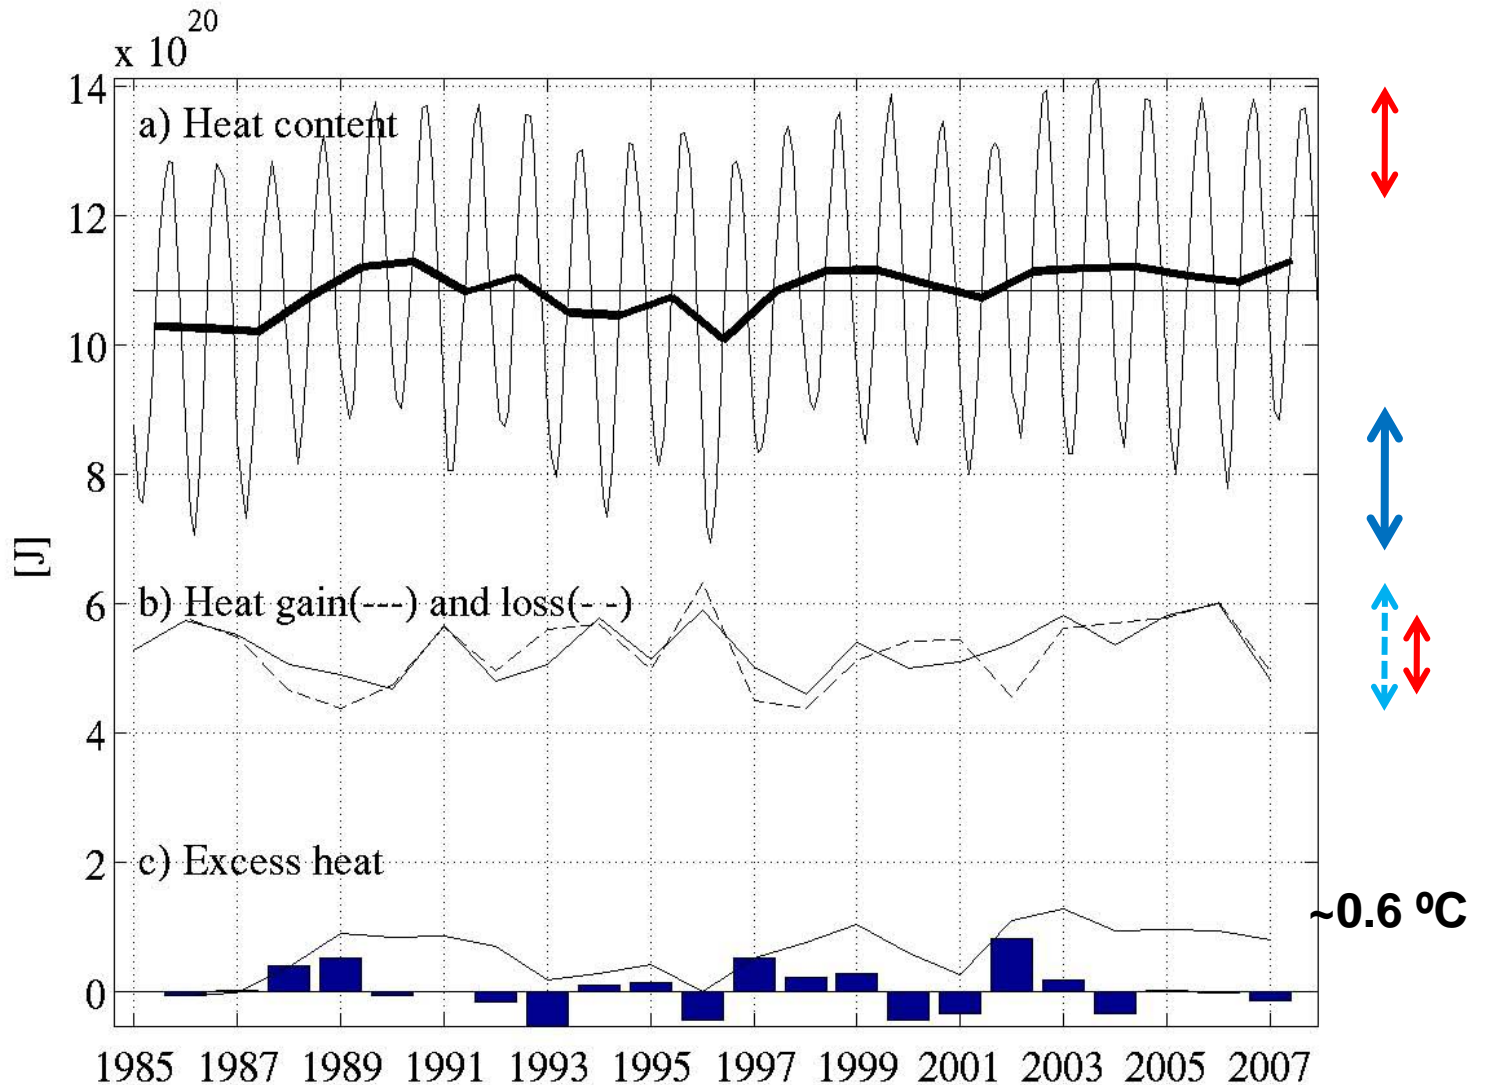 x 10 20
14
a) Heat content
12
10
8
[J]
6
b) Heat gain(---) and loss(- -)
4
2
c) Excess heat
~0.6 ºC
0
1985 1987 1989 1991 1993 1995 1997 1999 2001 2003 2005 2007